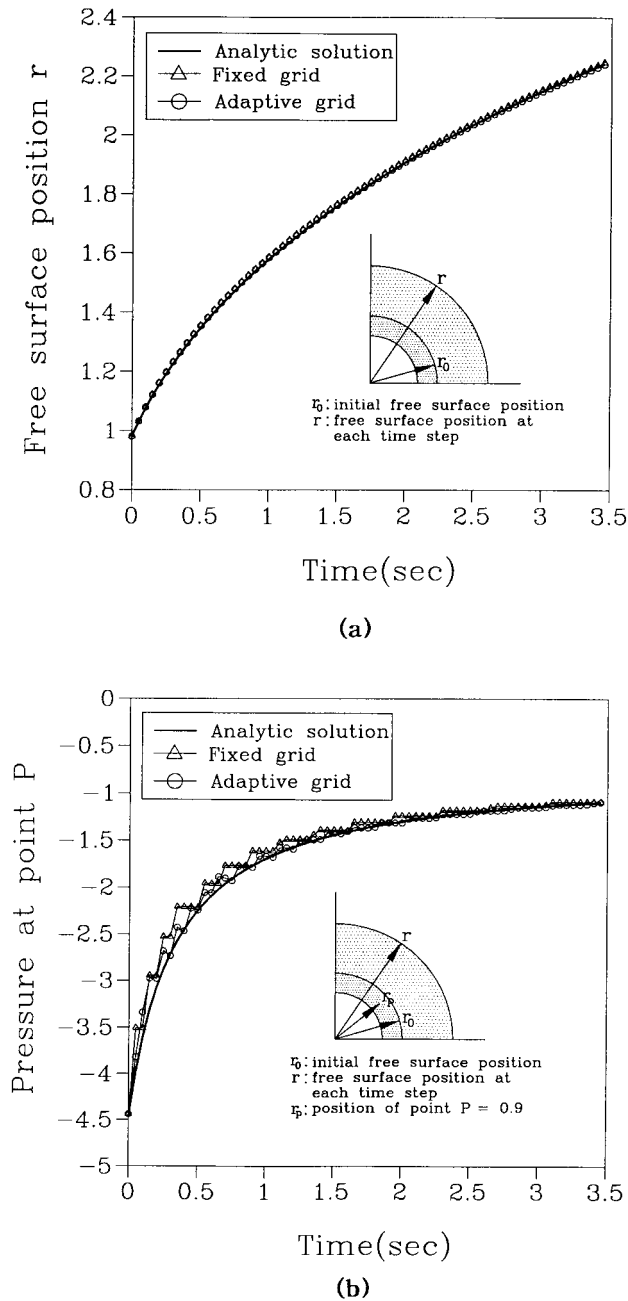 2.4
2.2
2
1.8
1.6
1.4
1.2
1
0.8
Free surface position r
Analytic solution
Fixed grid
Adaptive grid
r
r₀
r₀: initial free surface position
r: free surface position at
each time step
0 0.5 1 1.5 2 2.5 3 3.5
Time(sec)
(a)
0
−0.5
−1
−1.5
−2
−2.5
−3
−3.5
−4
−4.5
−5
Pressure at point P
Analytic solution
Fixed grid
Adaptive grid
r
rₚ
r₀
r₀: initial free surface position
r: free surface position at
each time step
rₚ: position of point P = 0.9
0 0.5 1 1.5 2 2.5 3 3.5
Time(sec)
(b)